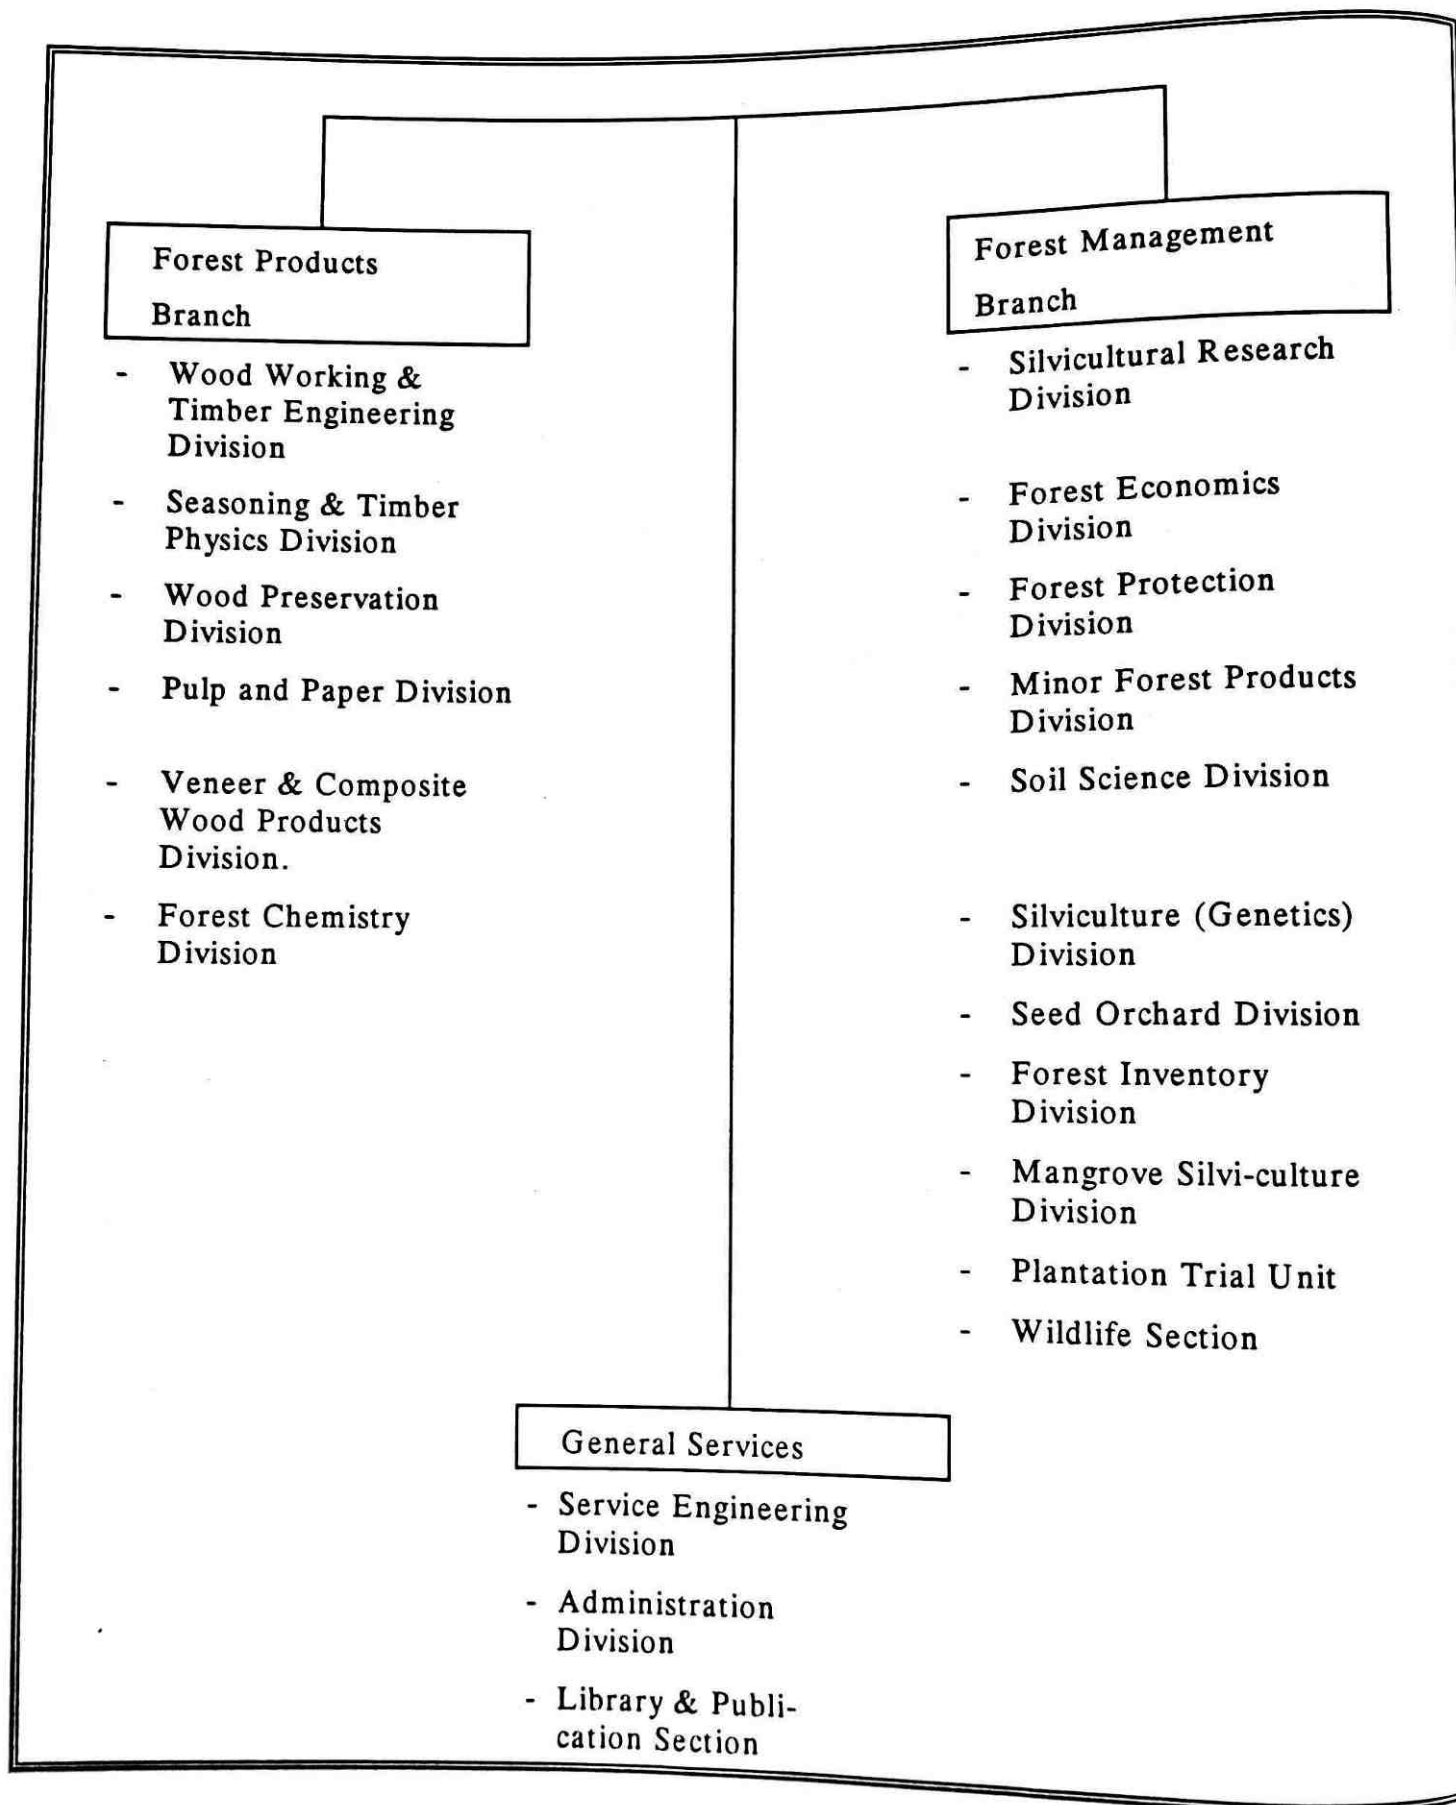 Forest Products
Branch
- Wood Working &
Timber Engineering
Division
- Seasoning & Timber
Physics Division
- Wood Preservation
Division
- Pulp and Paper Division
- Veneer & Composite
Wood Products
Division.
- Forest Chemistry
Division
Forest Management
Branch
- Silvicultural Research
Division
- Forest Economics
Division
- Forest Protection
Division
- Minor Forest Products
Division
- Soil Science Division
- Silviculture (Genetics)
Division
- Seed Orchard Division
- Forest Inventory
Division
- Mangrove Silvi-culture
Division
- Plantation Trial Unit
- Wildlife Section
General Services
- Service Engineering
Division
- Administration
Division
- Library & Publi-
cation Section